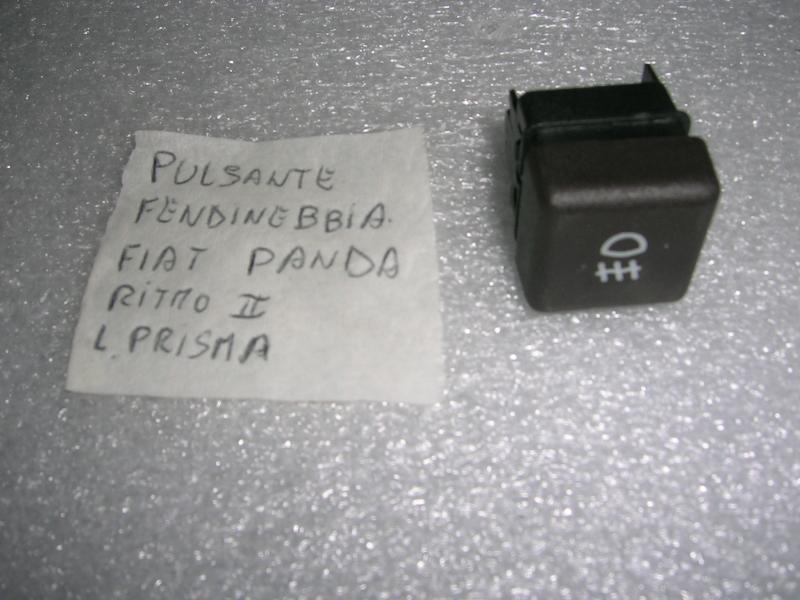 PULSANTE
FENDINEBBIA.
FIAT PANDA
RITMO II
L. PRISMA